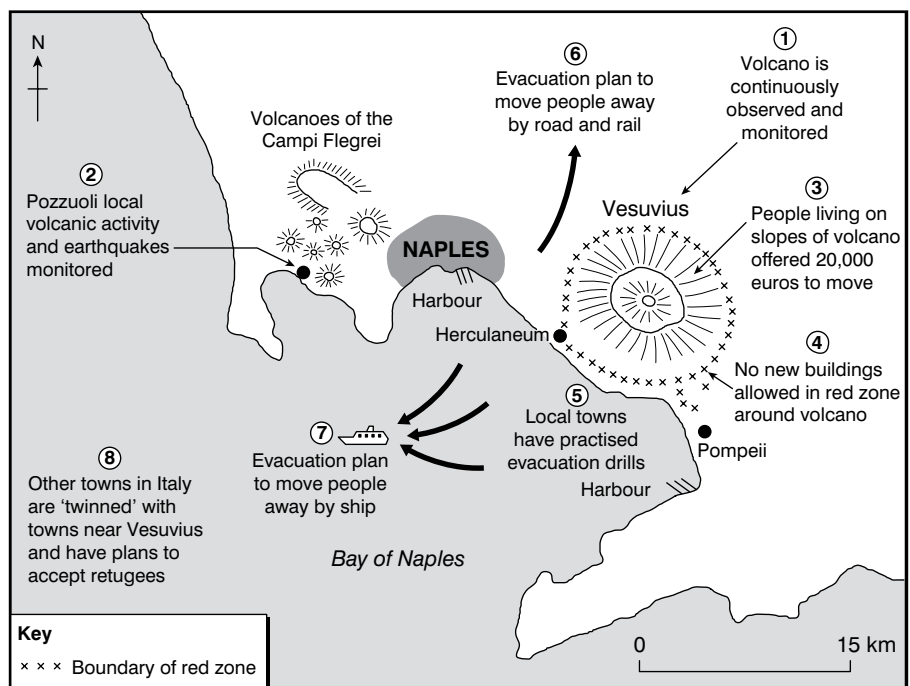 N
Volcanoes of the
Campi Flegrei
6
Evacuation plan to
move people away
by road and rail
1
Volcano is
continuously
observed and
monitored
2
Pozzuoli local
volcanic activity
and earthquakes
monitored
NAPLES
Harbour
Herculaneum
Vesuvius
3
People living on
slopes of volcano
offered 20,000
euros to move
4
No new buildings
allowed in red zone
around volcano
5
Local towns
have practised
evacuation drills
Pompeii
Harbour
7
Evacuation plan
to move people
away by ship
8
Other towns in Italy
are ‘twinned’ with
towns near Vesuvius
and have plans to
accept refugees
Bay of Naples
Key
× × × Boundary of red zone
0 15 km